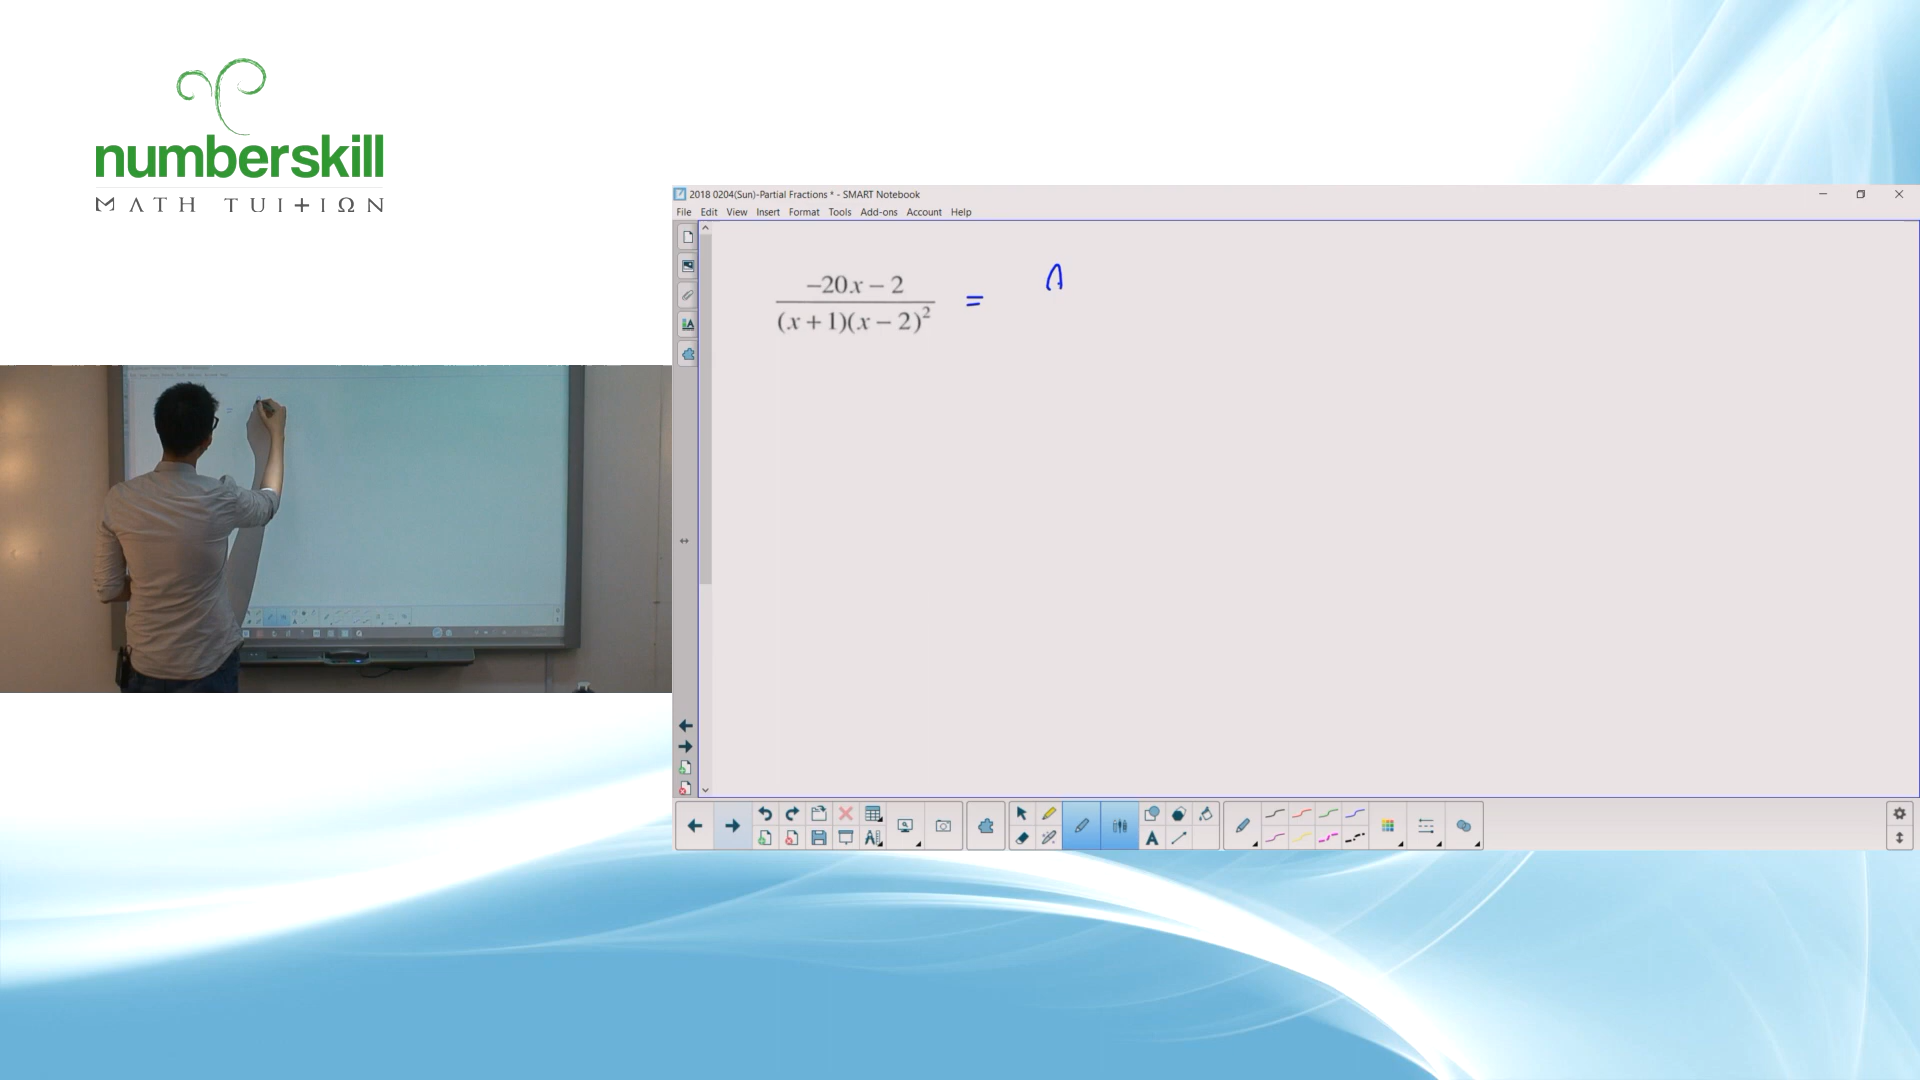 numberskill
MATH TUITION
2018 0204(Sun)-Partial Fractions * - SMART Notebook
File Edit View Insert Format Tools Add-ons Account Help
−20x − 2
(x + 1)(x − 2)²
=
A